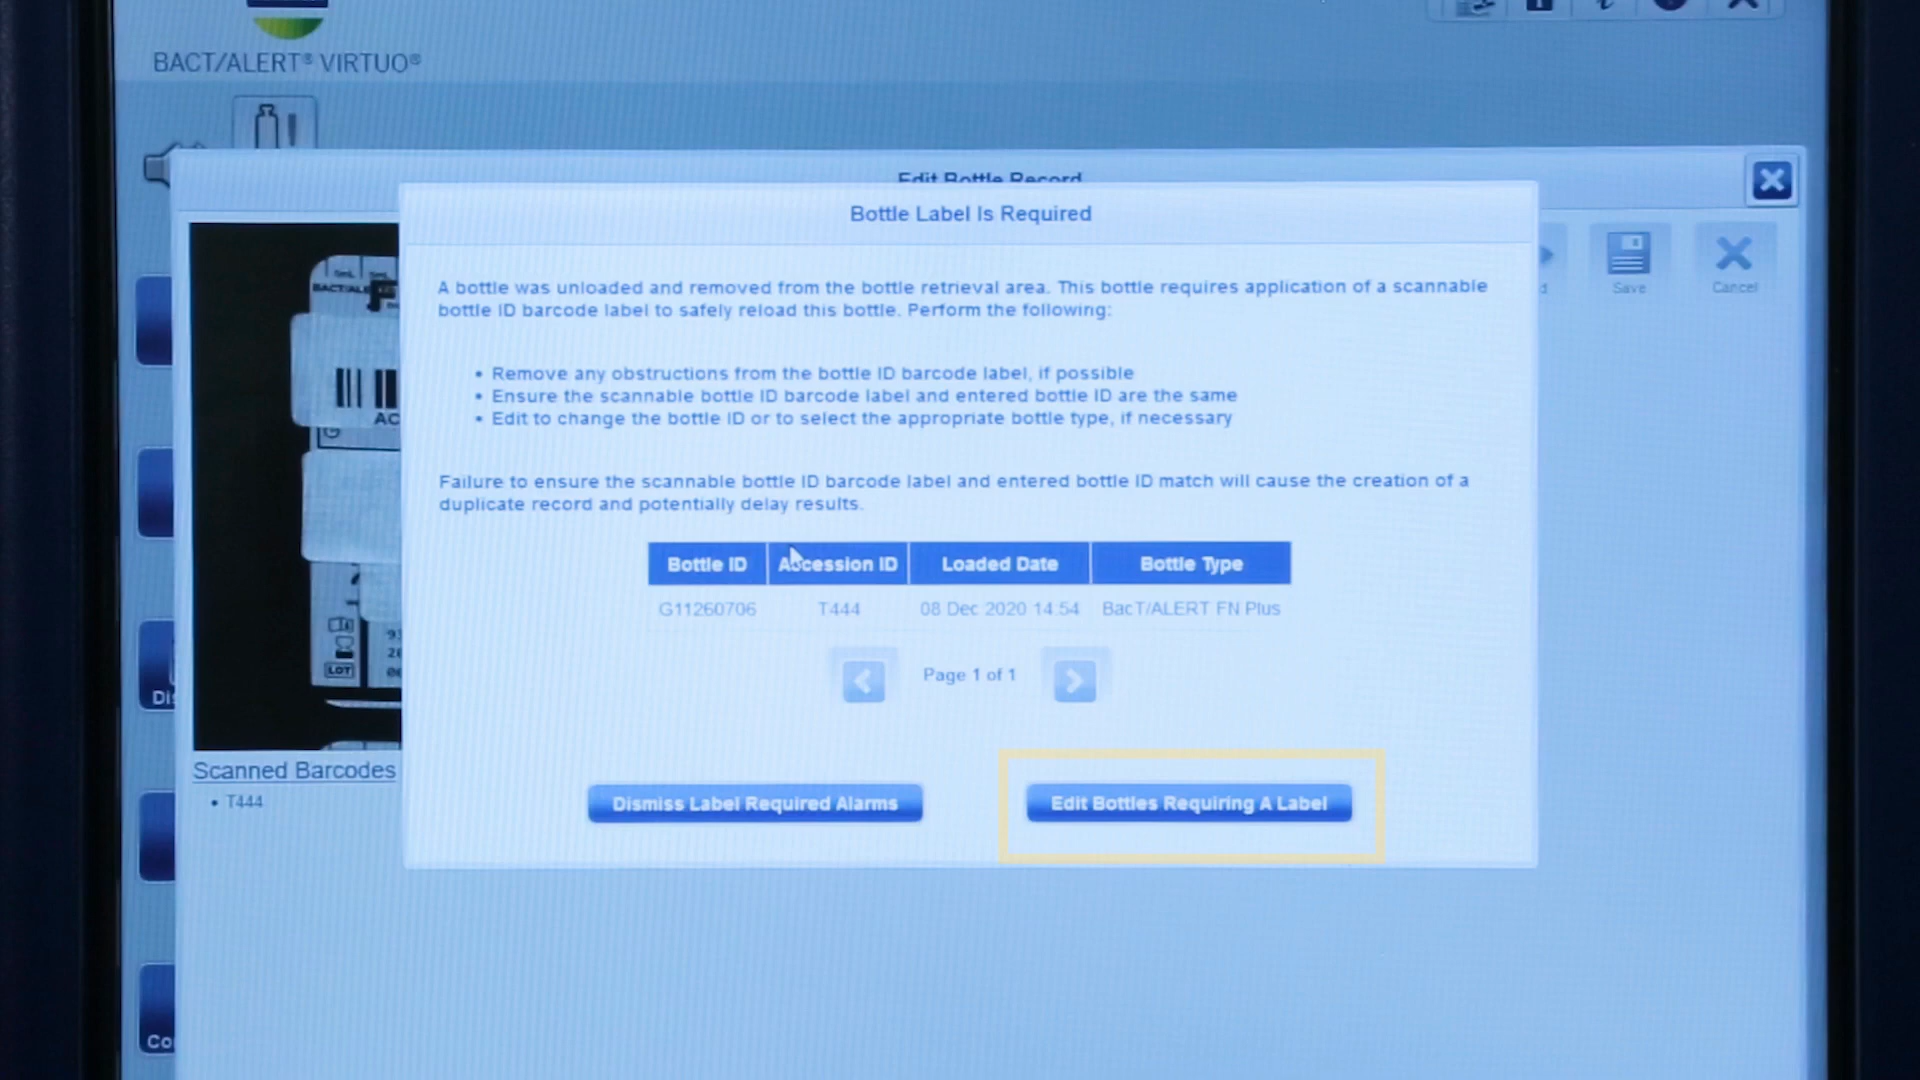 BACT/ALERT® VIRTUO®
Edit Bottle Record
Bottle Label Is Required
A bottle was unloaded and removed from the bottle retrieval area. This bottle requires application of a scannable
bottle ID barcode label to safely reload this bottle. Perform the following:
• Remove any obstructions from the bottle ID barcode label, if possible
• Ensure the scannable bottle ID barcode label and entered bottle ID are the same
• Edit to change the bottle ID or to select the appropriate bottle type, if necessary
Failure to ensure the scannable bottle ID barcode label and entered bottle ID match will cause the creation of a
duplicate record and potentially delay results.
Bottle ID Accession ID Loaded Date Bottle Type
G11260706 T444 08 Dec 2020 14:54 BacT/ALERT FN Plus
Page 1 of 1
Dismiss Label Required Alarms
Edit Bottles Requiring A Label
Save
Cancel
AC
G
LOT
Scanned Barcodes
• T444